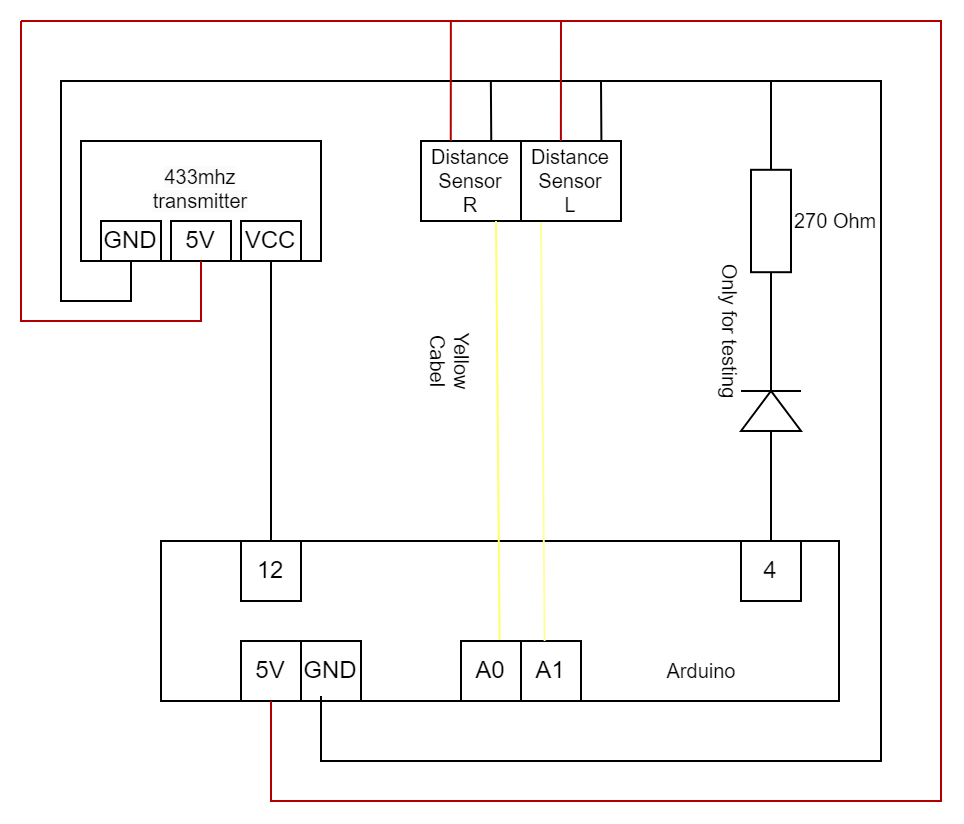 433mhz
transmitter
GND
5V
VCC
Distance
Sensor
R
Distance
Sensor
L
270 Ohm
Only for testing
Yellow
Cabel
12
4
5V
GND
A0
A1
Arduino